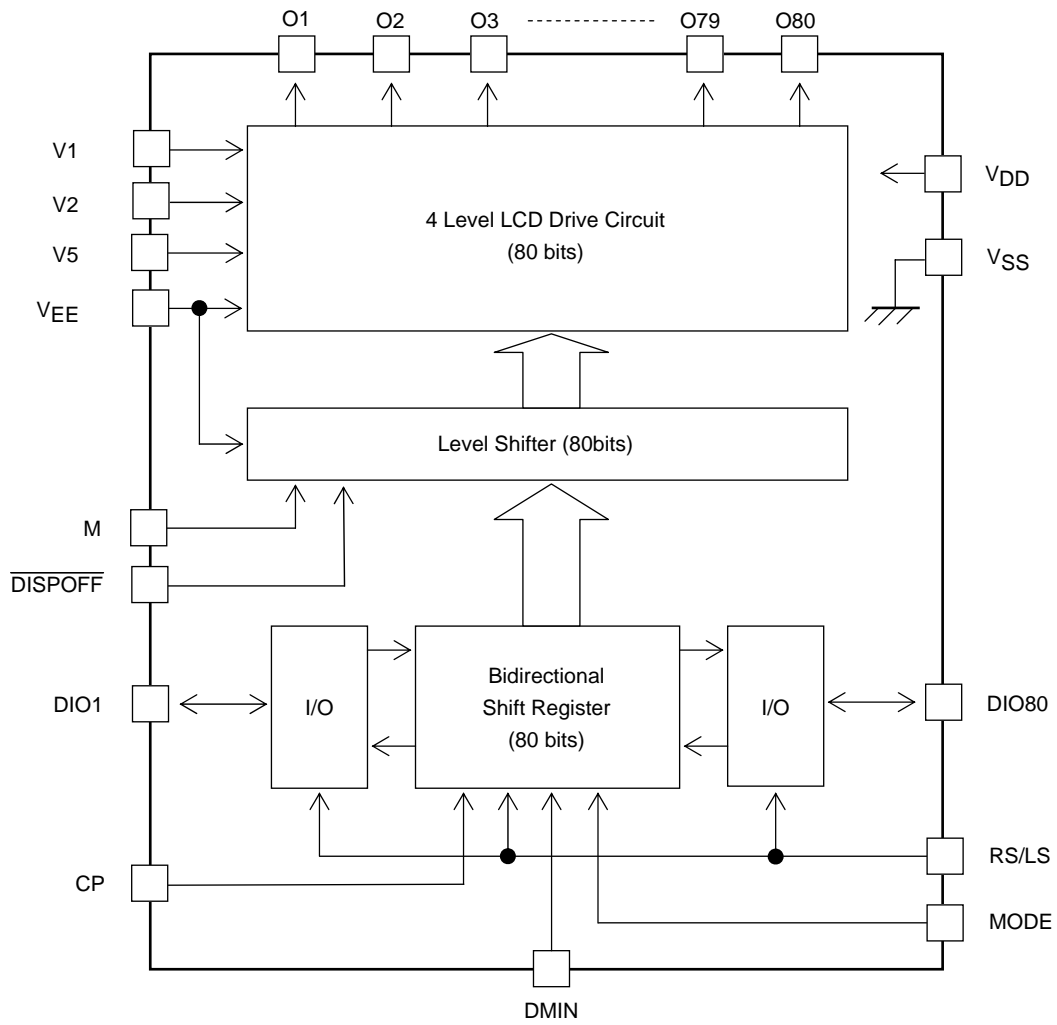 O1 O2 O3 O79 O80
V1
V2
V5
VEE
VDD
VSS
4 Level LCD Drive Circuit
(80 bits)
Level Shifter (80bits)
M
DISPOFF
DIO1
I/O
Bidirectional
Shift Register
(80 bits)
I/O
DIO80
CP
RS/LS
MODE
DMIN